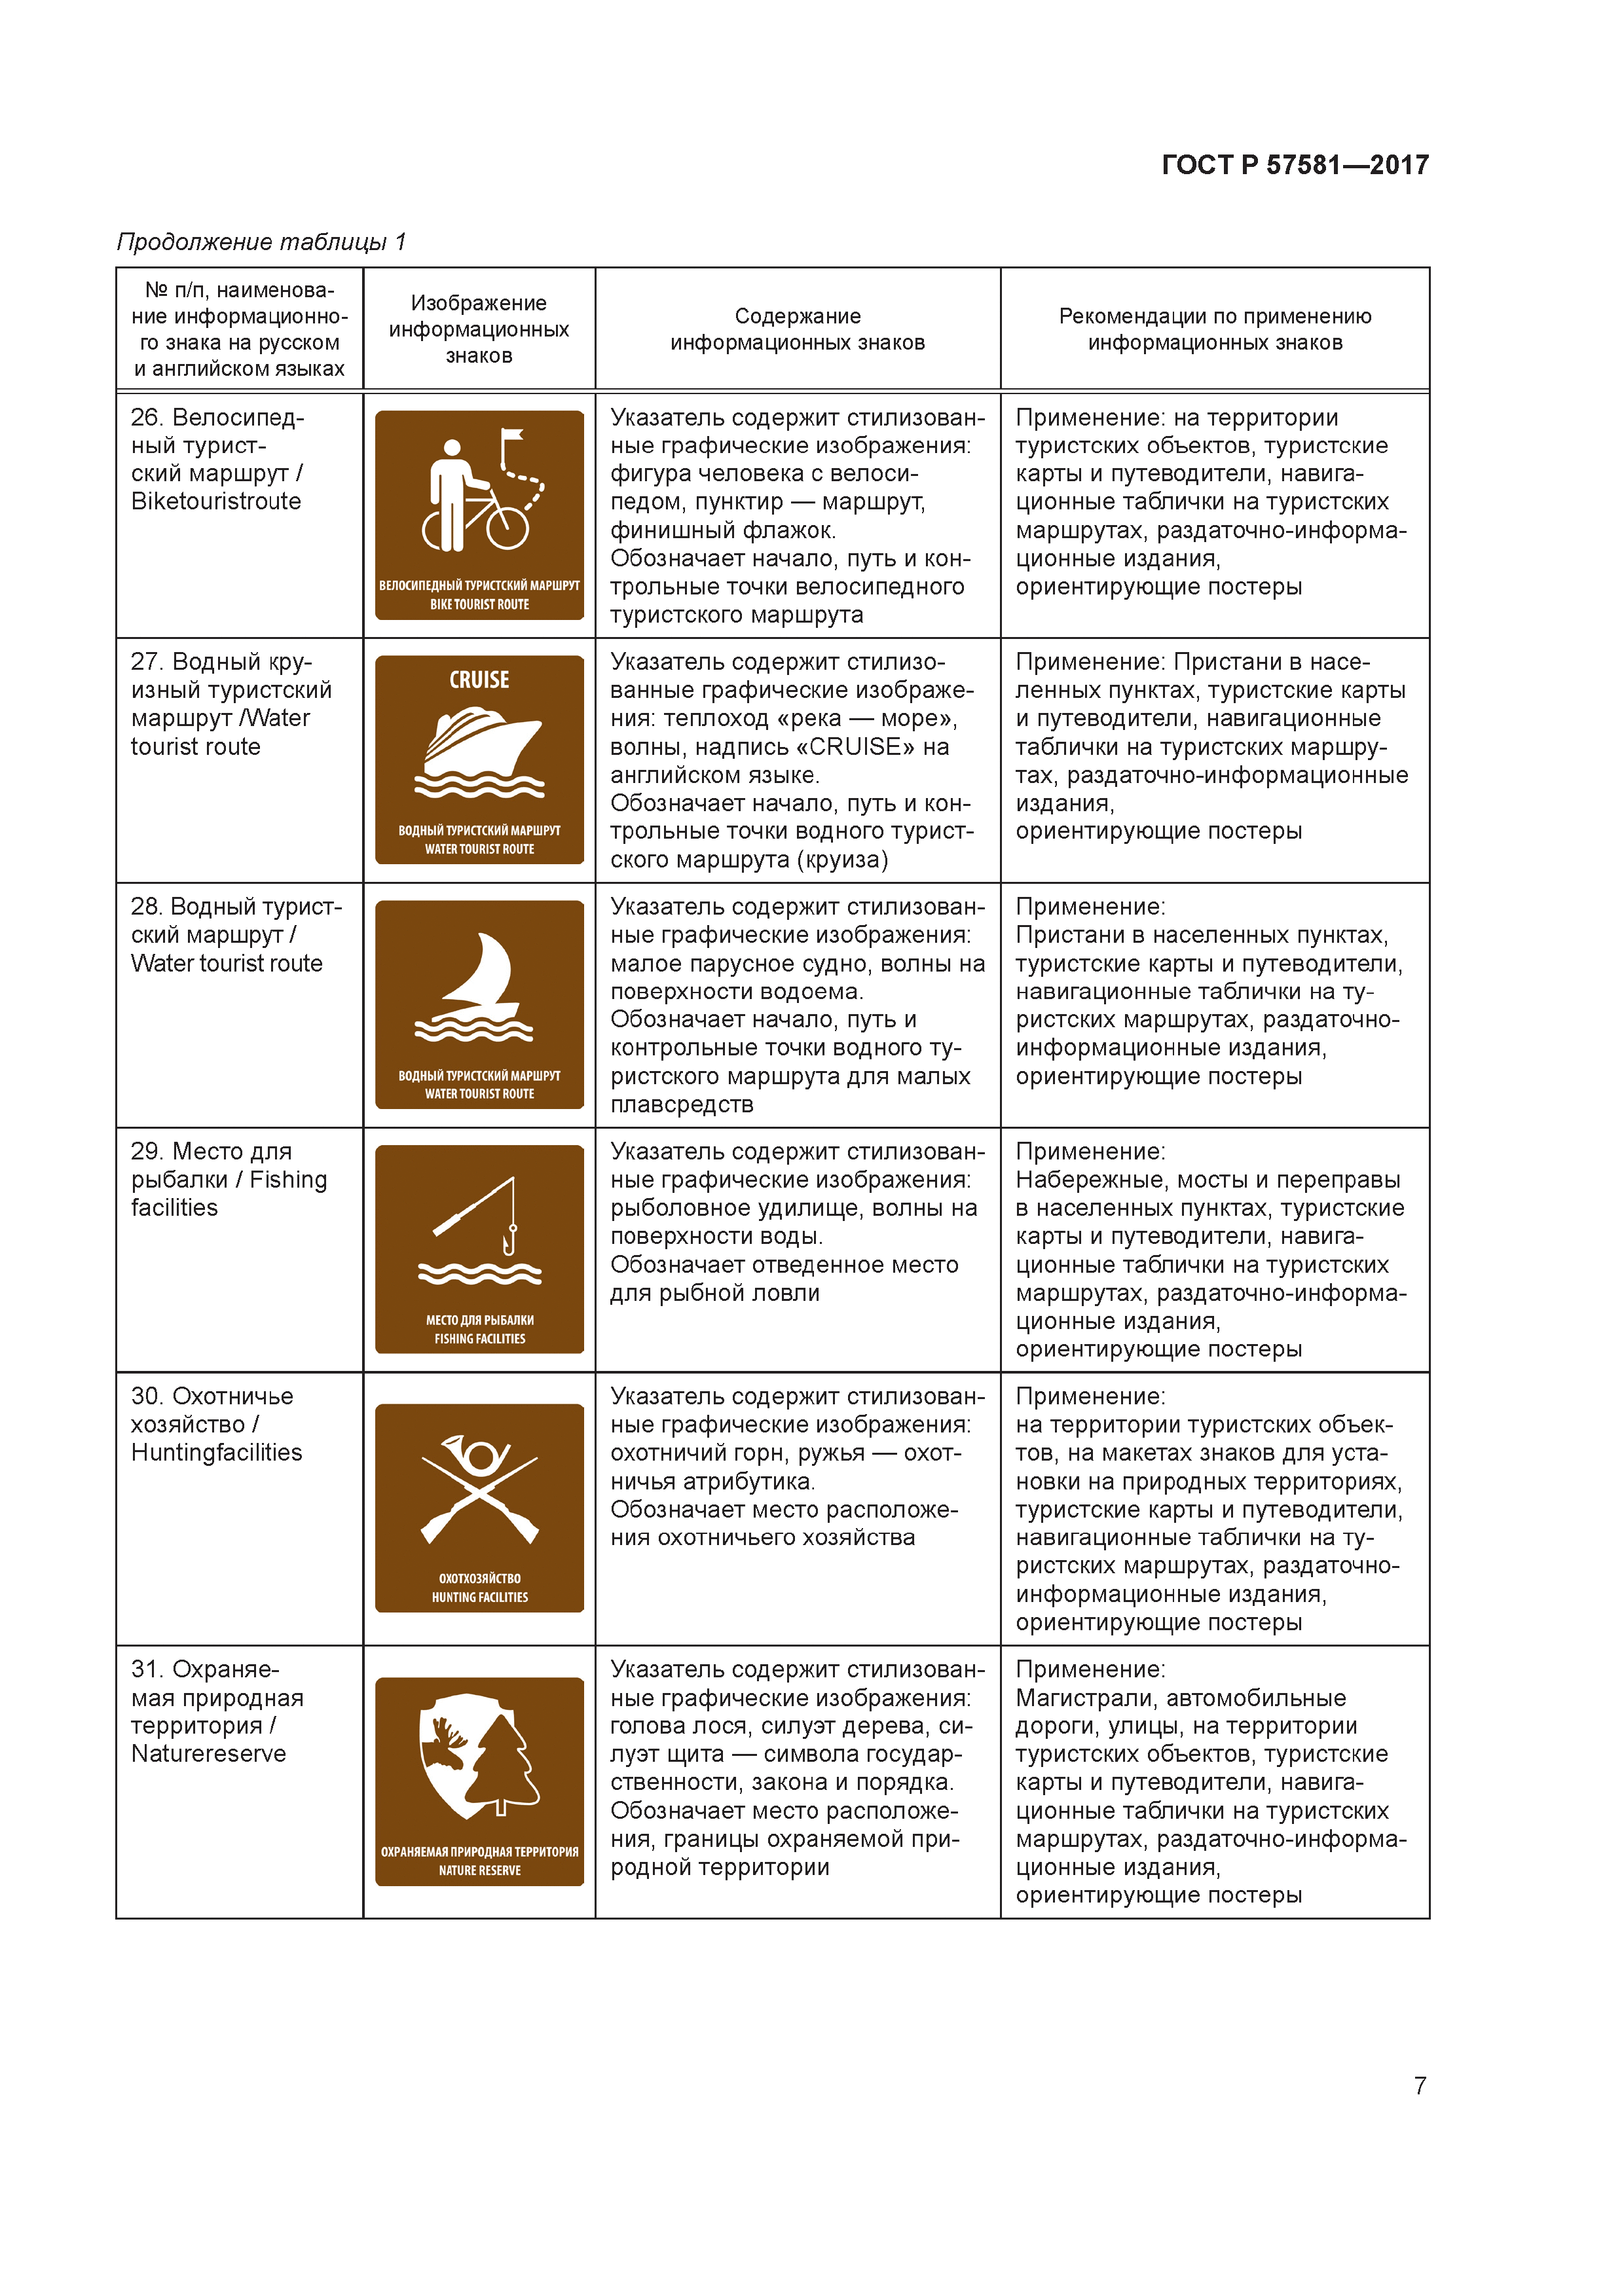 ГОСТ Р 57581—2017
Продолжение таблицы 1
№ п/п, наименова-
ние информационно-
го знака на русском
и английском языках
Изображение
информационных
знаков
Содержание
информационных знаков
Рекомендации по применению
информационных знаков
26. Велосипед-
ный турист-
ский маршрут /
Biketouristroute
ВЕЛОСИПЕДНЫЙ ТУРИСТСКИЙ МАРШРУТ
BIKE TOURIST ROUTE
Указатель содержит стилизован-
ные графические изображения:
фигура человека с велоси-
педом, пунктир — маршрут,
финишный флажок.
Обозначает начало, путь и кон-
трольные точки велосипедного
туристского маршрута
Применение: на территории
туристских объектов, туристские
карты и путеводители, навига-
ционные таблички на туристских
маршрутах, раздаточно-информа-
ционные издания,
ориентирующие постеры
27. Водный кру-
изный туристский
маршрут /Water
tourist route
CRUISE
ВОДНЫЙ ТУРИСТСКИЙ МАРШРУТ
WATER TOURIST ROUTE
Указатель содержит стилизо-
ванные графические изображе-
ния: теплоход «река — море»,
волны, надпись «CRUISE» на
английском языке.
Обозначает начало, путь и кон-
трольные точки водного турист-
ского маршрута (круиза)
Применение: Пристани в насе-
ленных пунктах, туристские карты
и путеводители, навигационные
таблички на туристских маршру-
тах, раздаточно-информационные
издания,
ориентирующие постеры
28. Водный турист-
ский маршрут /
Water tourist route
ВОДНЫЙ ТУРИСТСКИЙ МАРШРУТ
WATER TOURIST ROUTE
Указатель содержит стилизован-
ные графические изображения:
малое парусное судно, волны на
поверхности водоема.
Обозначает начало, путь и
контрольные точки водного ту-
ристского маршрута для малых
плавсредств
Применение:
Пристани в населенных пунктах,
туристские карты и путеводители,
навигационные таблички на ту-
ристских маршрутах, раздаточно-
информационные издания,
ориентирующие постеры
29. Место для
рыбалки / Fishing
facilities
МЕСТО ДЛЯ РЫБАЛКИ
FISHING FACILITIES
Указатель содержит стилизован-
ные графические изображения:
рыболовное удилище, волны на
поверхности воды.
Обозначает отведенное место
для рыбной ловли
Применение:
Набережные, мосты и переправы
в населенных пунктах, туристские
карты и путеводители, навига-
ционные таблички на туристских
маршрутах, раздаточно-информа-
ционные издания,
ориентирующие постеры
30. Охотничье
хозяйство /
Huntingfacilities
ОХОТХОЗЯЙСТВО
HUNTING FACILITIES
Указатель содержит стилизован-
ные графические изображения:
охотничий горн, ружья — охот-
ничья атрибутика.
Обозначает место расположе-
ния охотничьего хозяйства
Применение:
на территории туристских объек-
тов, на макетах знаков для уста-
новки на природных территориях,
туристские карты и путеводители,
навигационные таблички на ту-
ристских маршрутах, раздаточно-
информационные издания,
ориентирующие постеры
31. Охраняе-
мая природная
территория /
Naturereserve
ОХРАНЯЕМАЯ ПРИРОДНАЯ ТЕРРИТОРИЯ
NATURE RESERVE
Указатель содержит стилизован-
ные графические изображения:
голова лося, силуэт дерева, си-
луэт щита — символа государ-
ственности, закона и порядка.
Обозначает место расположе-
ния, границы охраняемой при-
родной территории
Применение:
Магистрали, автомобильные
дороги, улицы, на территории
туристских объектов, туристские
карты и путеводители, навига-
ционные таблички на туристских
маршрутах, раздаточно-информа-
ционные издания,
ориентирующие постеры
7